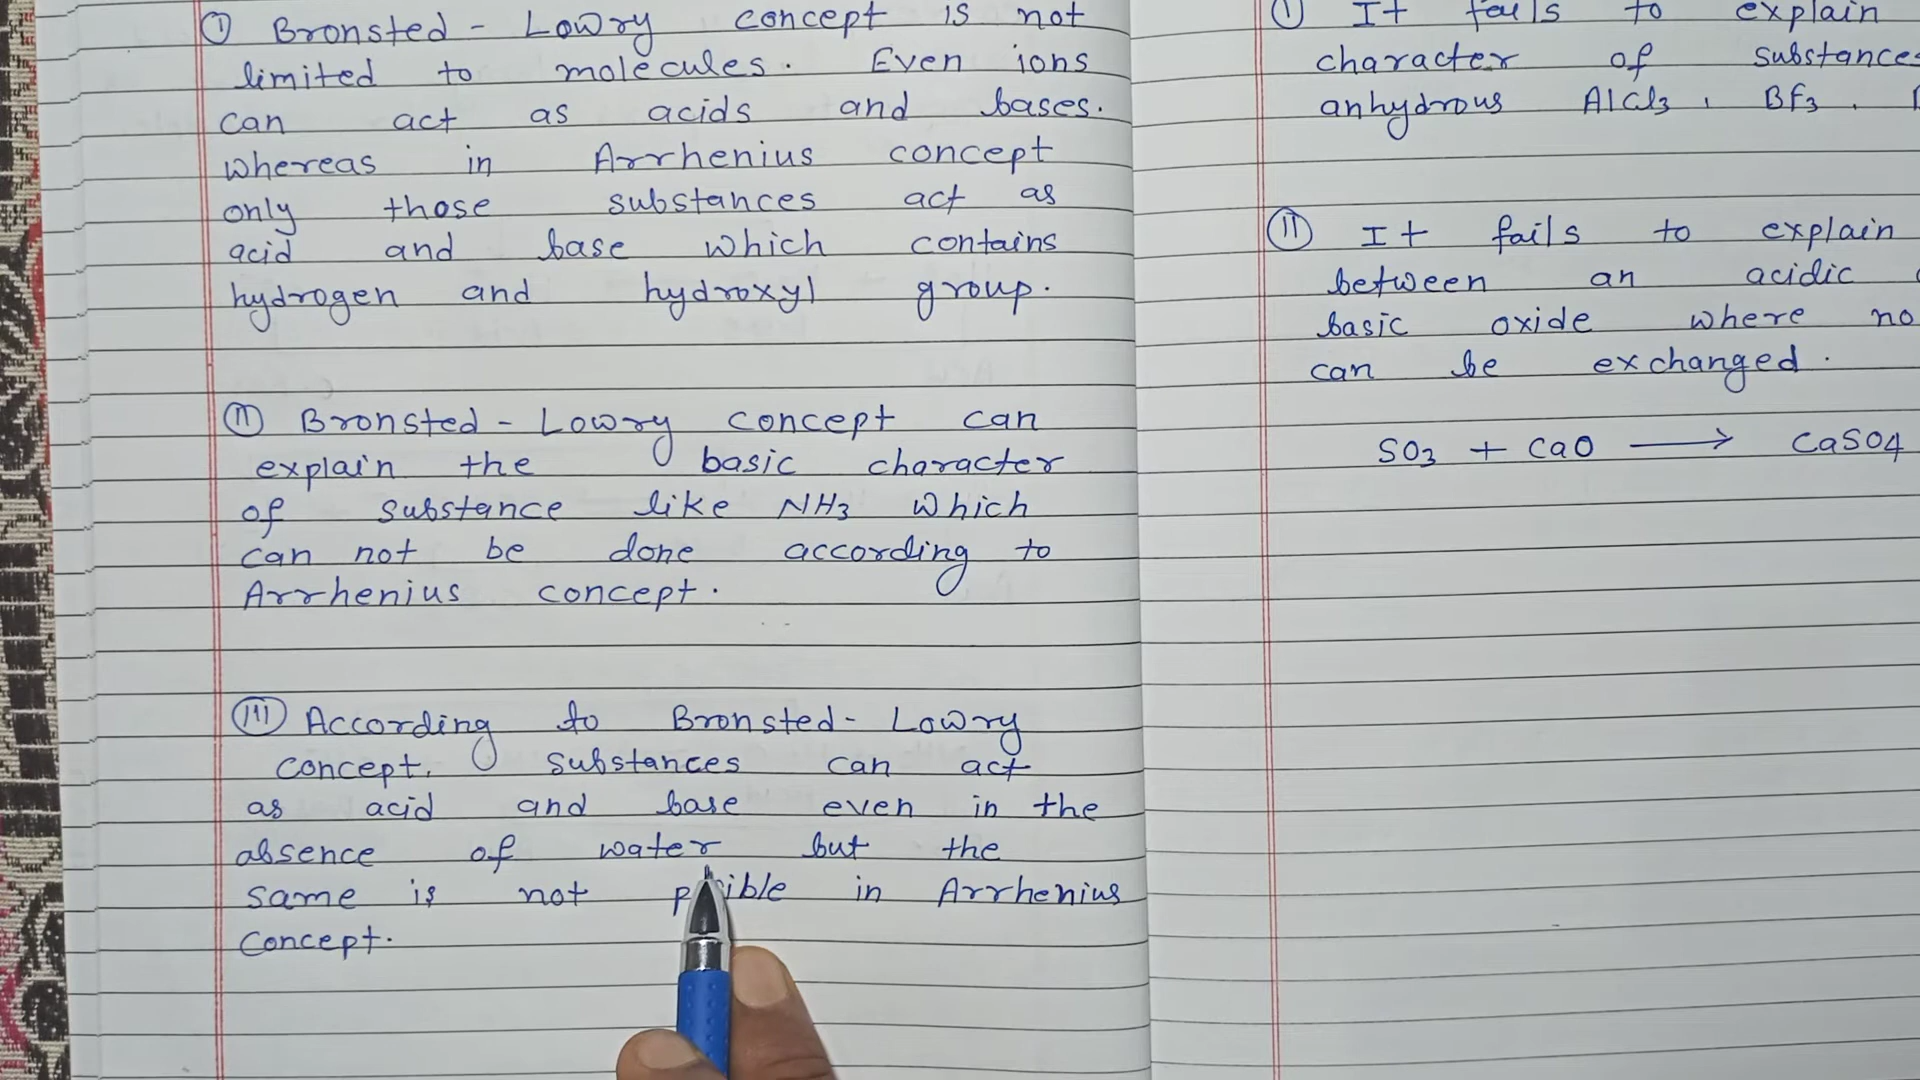 ① Bronsted - Lowry concept is not
limited to molecules. Even ions
can act as acids and bases.
whereas in Arrhenius concept
only those substances act as
acid and base which contains
hydrogen and hydroxyl group.
② Bronsted - Lowry concept can
explain the basic character
of substance like NH3 which
can not be done according to
Arrhenius concept.
③ According to Bronsted - Lowry
concept, substances can act
as acid and base even in the
absence of water but the
same is not in Arrhenius
Concept.
① It fails to explain
character of substances
anhydrous AlCl3, BF3,
② It fails to explain
between an acidic
basic oxide where no
can be exchanged.
SO3 + CaO ⟶ CaSO4